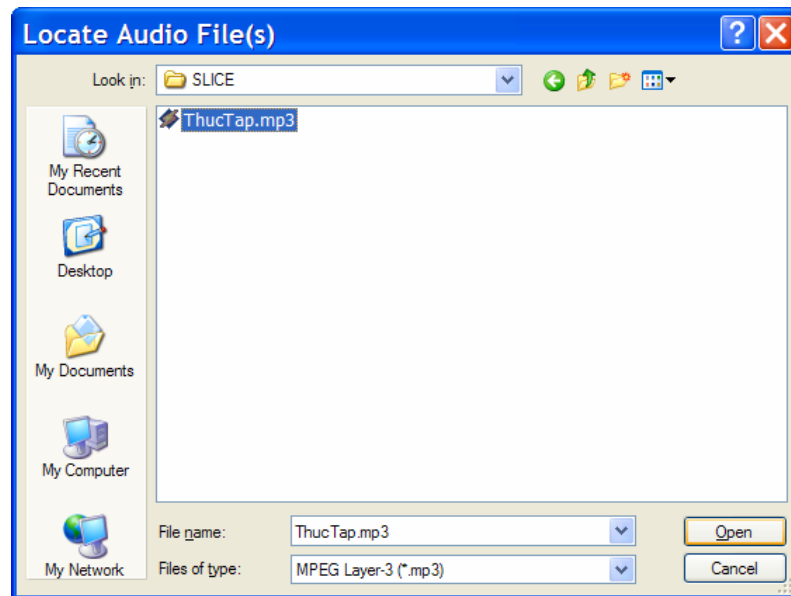 Locate Audio File(s)
Look in: SLICE
ThucTap.mp3
My Recent
Documents
Desktop
My Documents
My Computer
My Network
File name: ThucTap.mp3 Open
Files of type: MPEG Layer-3 (*.mp3) Cancel